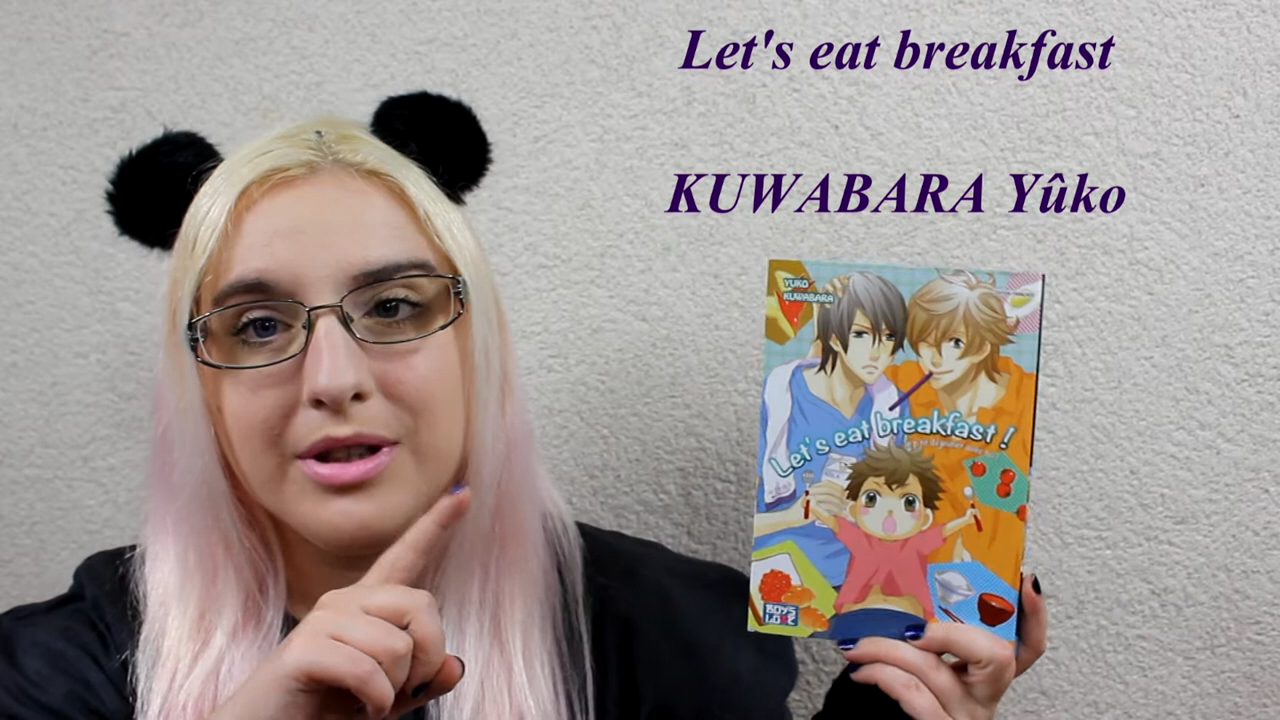 Let's eat breakfast
KUWABARA Yûko
YUKO
KUWABARA
Let's eat breakfast !
BOYS
LOVE